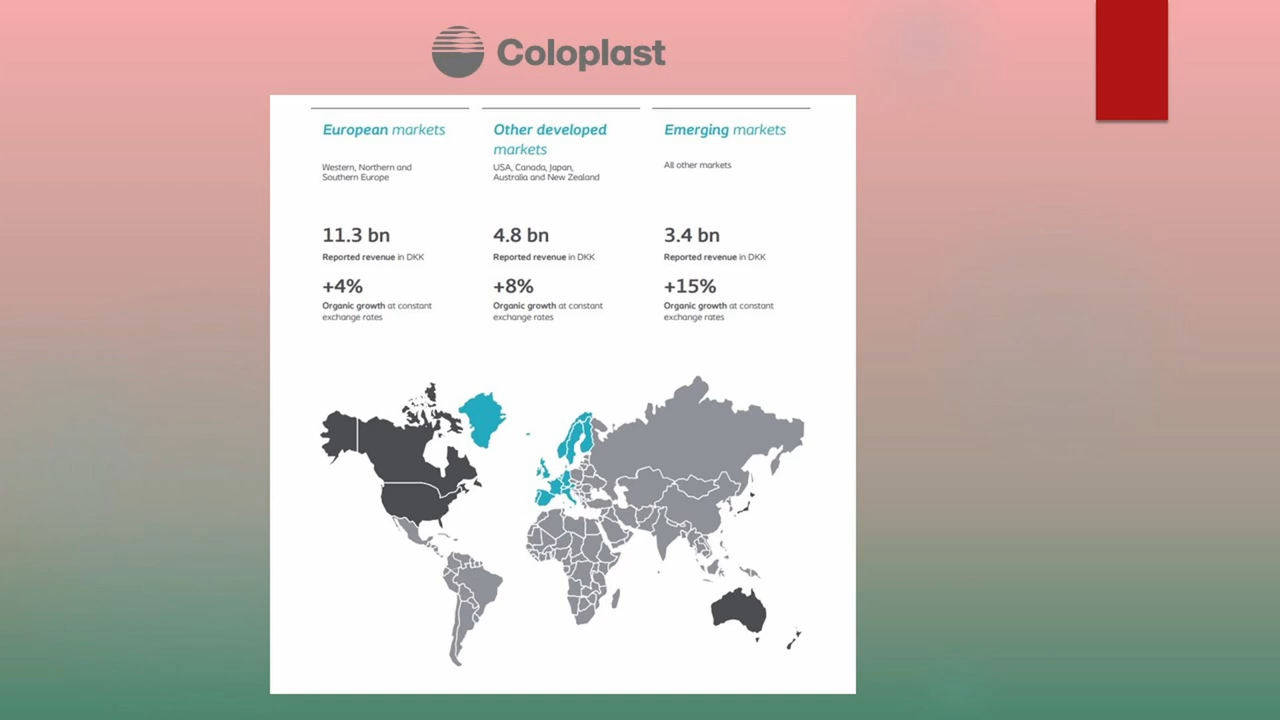 Coloplast
European markets
Western, Northern and
Southern Europe
11.3 bn
Reported revenue in DKK
+4%
Organic growth at constant
exchange rates
Other developed
markets
USA, Canada, Japan,
Australia and New Zealand
4.8 bn
Reported revenue in DKK
+8%
Organic growth at constant
exchange rates
Emerging markets
All other markets
3.4 bn
Reported revenue in DKK
+15%
Organic growth at constant
exchange rates